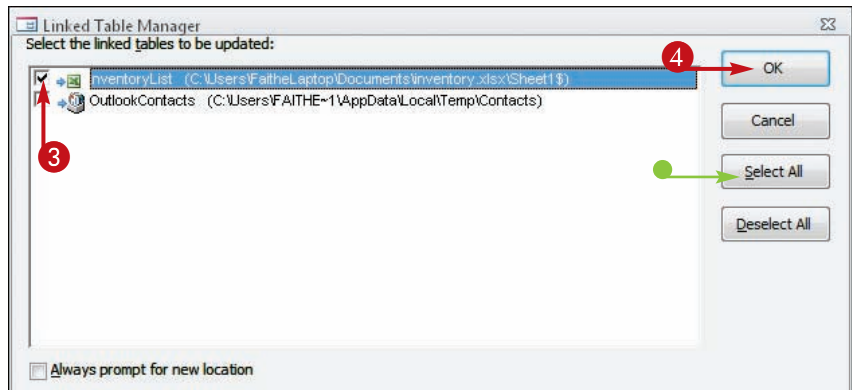 Linked Table Manager
Select the linked tables to be updated:
InventoryList (C:\Users\FaitheLaptop\Documents\inventory.xlsx\Sheet1$)
OutlookContacts (C:\Users\FAITHE~1\AppData\Local\Temp\Contacts)
3
4
OK
Cancel
Select All
Deselect All
Always prompt for new location